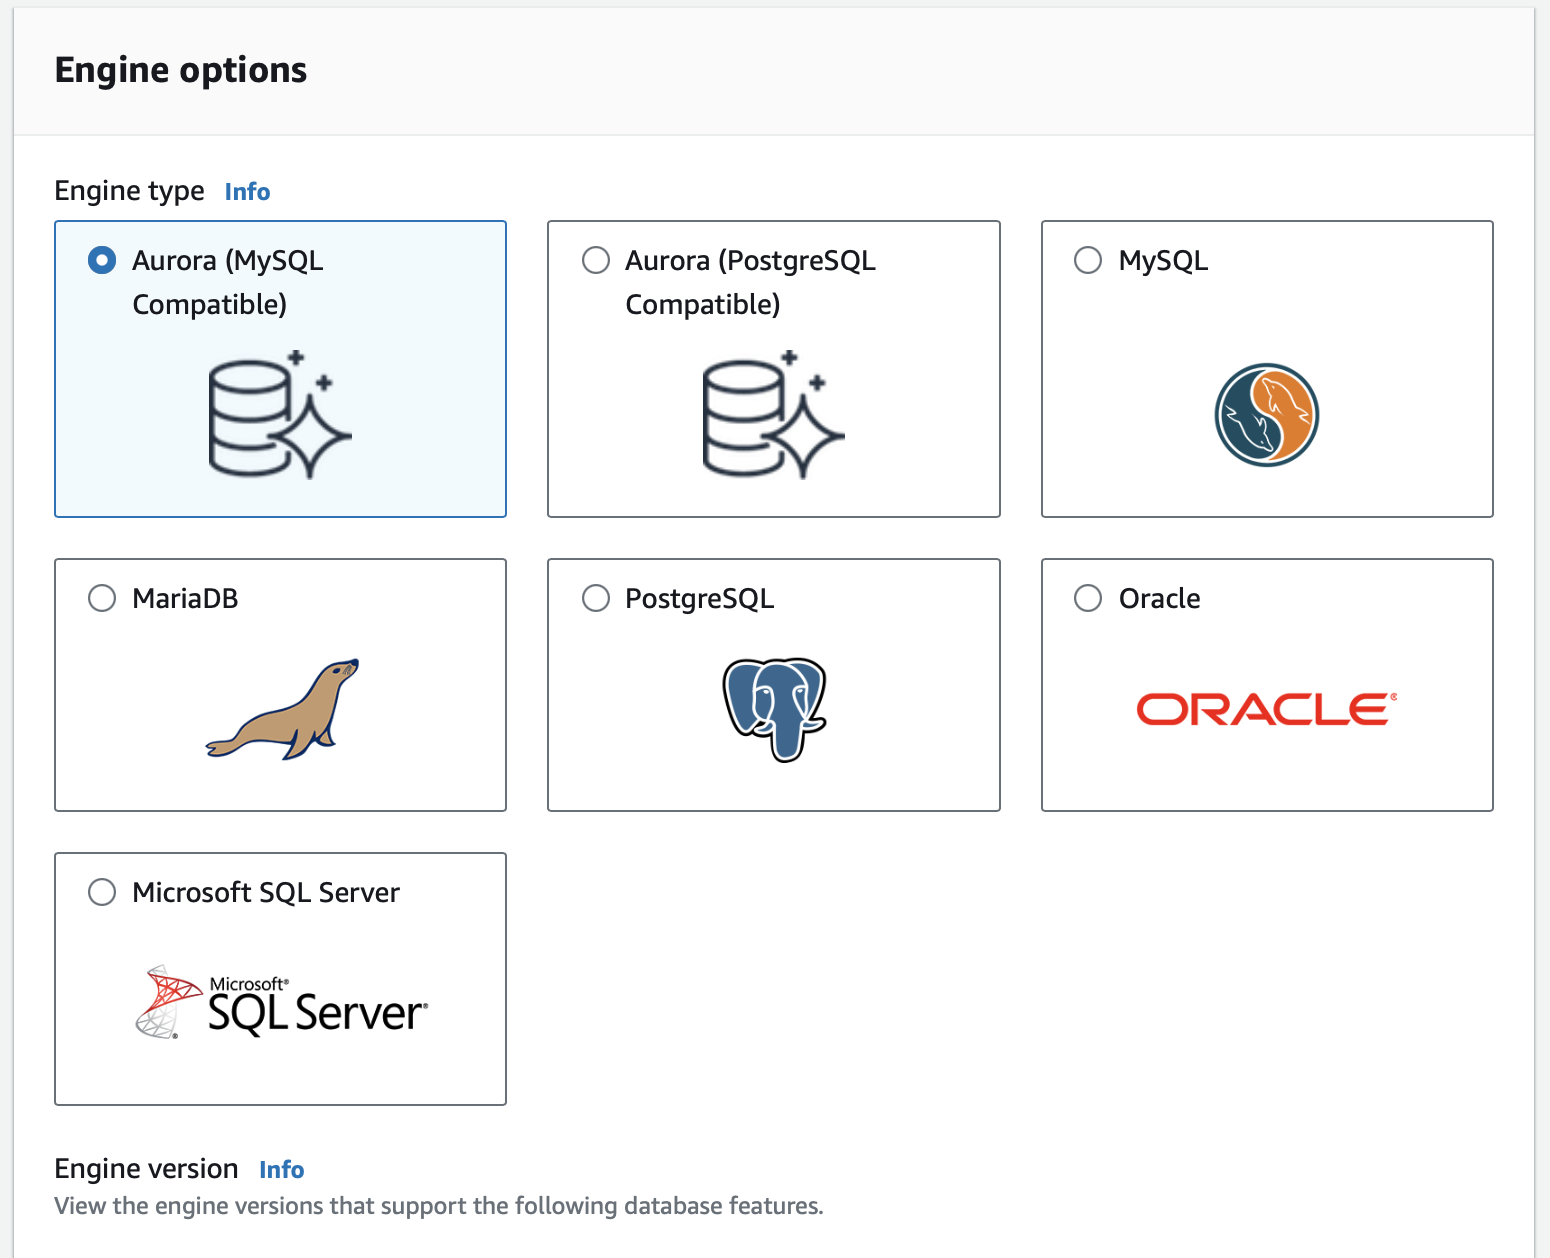 Engine options
Engine type Info
Aurora (MySQL
Compatible)
Aurora (PostgreSQL
Compatible)
MySQL
MariaDB
PostgreSQL
Oracle
ORACLE
Microsoft SQL Server
Microsoft®
SQL Server®
Engine version Info
View the engine versions that support the following database features.